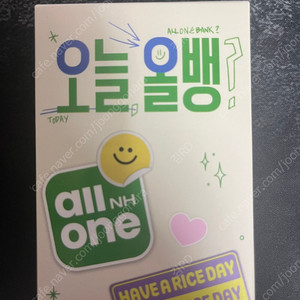 ALL ONE BANK?
오늘, 올뱅?
TODAY
all NH
one
HAVE A RICE DAY